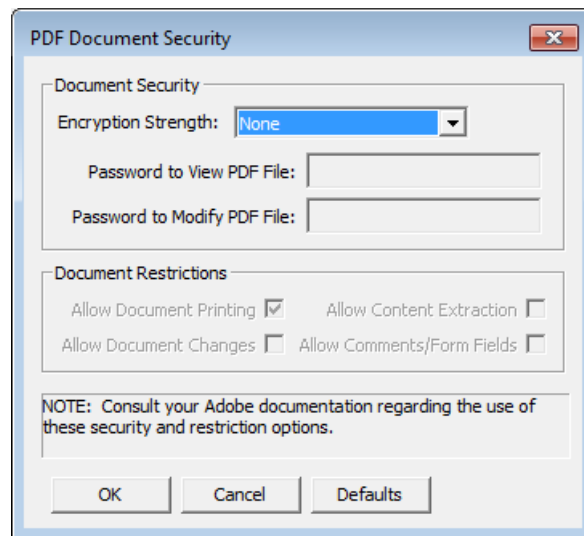 PDF Document Security
Document Security
Encryption Strength: None
Password to View PDF File:
Password to Modify PDF File:
Document Restrictions
Allow Document Printing Allow Content Extraction
Allow Document Changes Allow Comments/Form Fields
NOTE: Consult your Adobe documentation regarding the use of
these security and restriction options.
OK Cancel Defaults